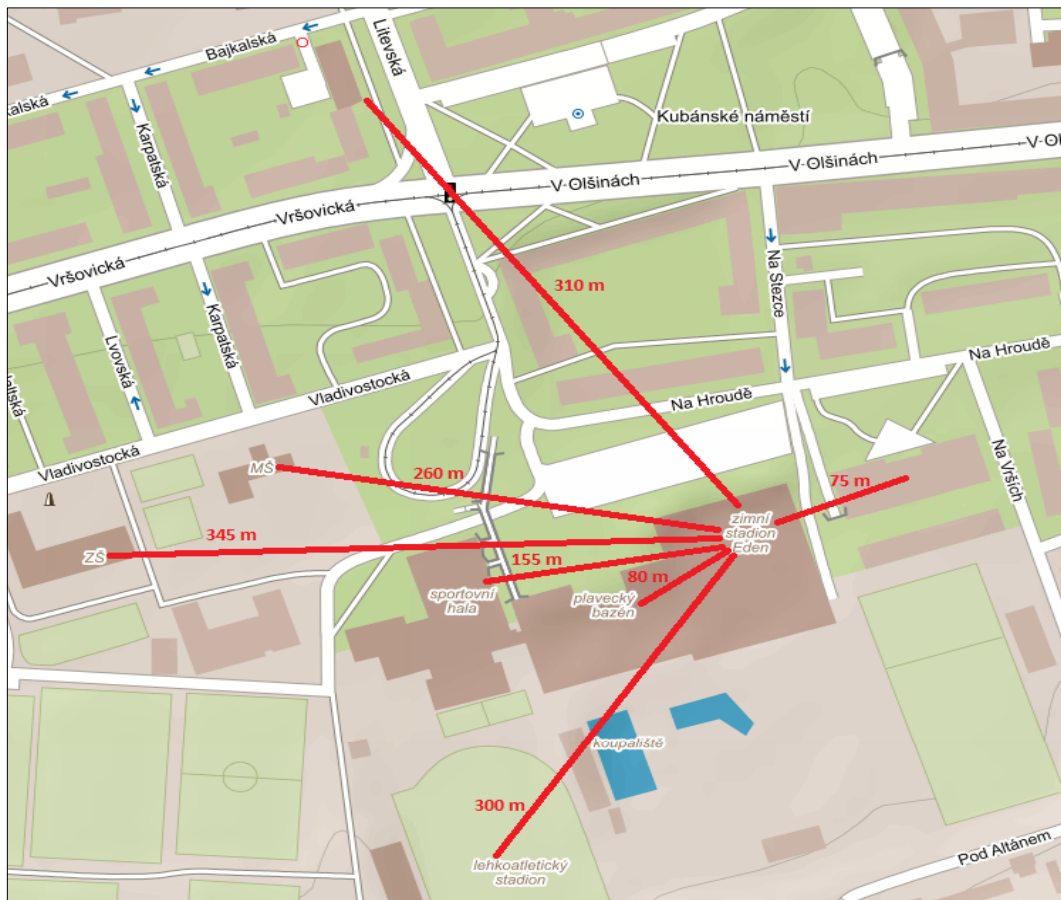 Bajkalská
Litevská
kalská
Karpatská
Kubánské náměstí
V Olšinách
V Olšinách
V Ol
Vršovická
Vršovická
Na Stezce
310 m
Karpatská
Lvovská
Na Hroudě
Vladivostocká
Na Hroudě
Vladivostocká
MŠ
260 m
75 m
Na Vrších
zimní
stadion
Eden
345 m
ZŠ
155 m
80 m
sportovní
hala
plavecký
bazén
koupaliště
300 m
lehkoatletický
stadion
Pod Altánem